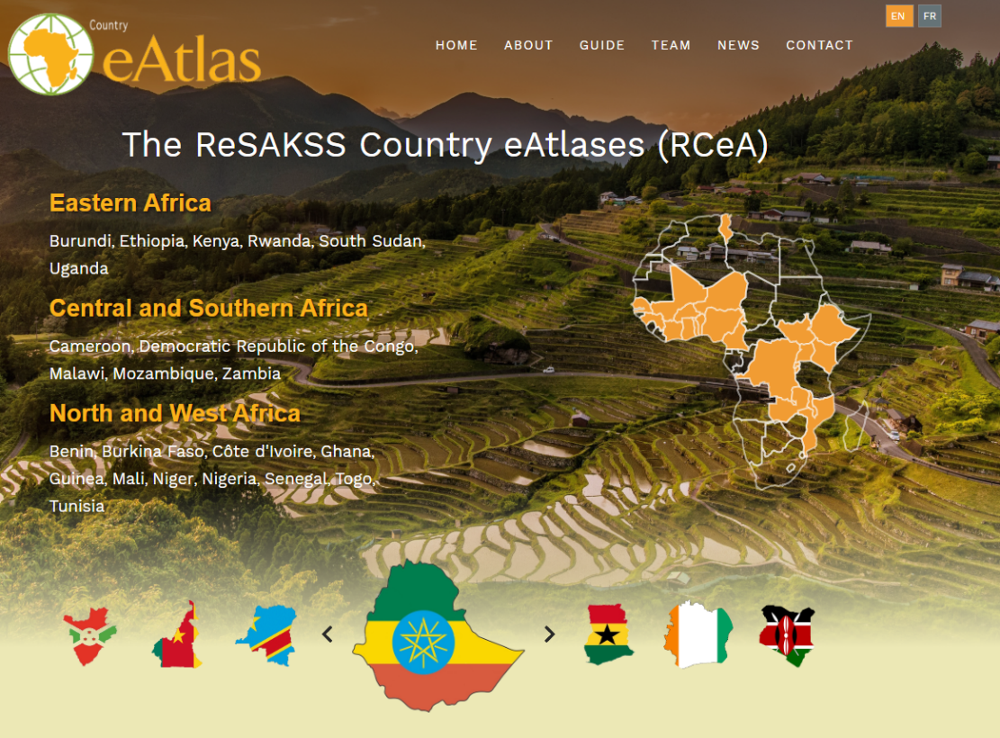 Country
eAtlas
EN FR
HOME ABOUT GUIDE TEAM NEWS CONTACT
The ReSAKSS Country eAtlases (RCeA)
Eastern Africa
Burundi, Ethiopia, Kenya, Rwanda, South Sudan,
Uganda
Central and Southern Africa
Cameroon, Democratic Republic of the Congo,
Malawi, Mozambique, Zambia
North and West Africa
Benin, Burkina Faso, Côte d'Ivoire, Ghana,
Guinea, Mali, Niger, Nigeria, Senegal, Togo,
Tunisia